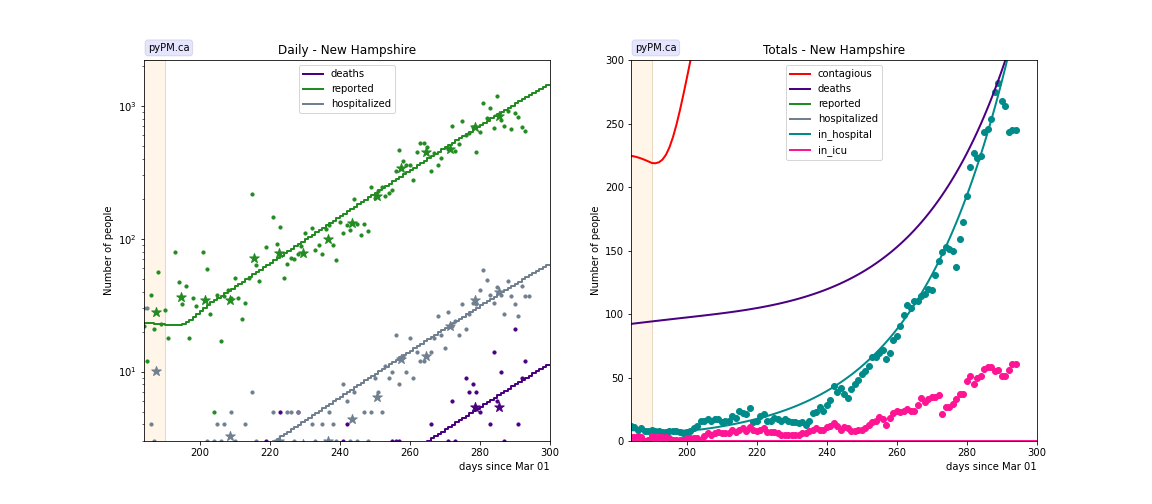 pyPM.ca
Daily - New Hampshire
deaths
reported
hospitalized
Number of people
10³
10²
10¹
200
220
240
260
280
300
days since Mar 01
pyPM.ca
Totals - New Hampshire
contagious
deaths
reported
hospitalized
in_hospital
in_icu
Number of people
300
250
200
150
100
50
0
200
220
240
260
280
300
days since Mar 01